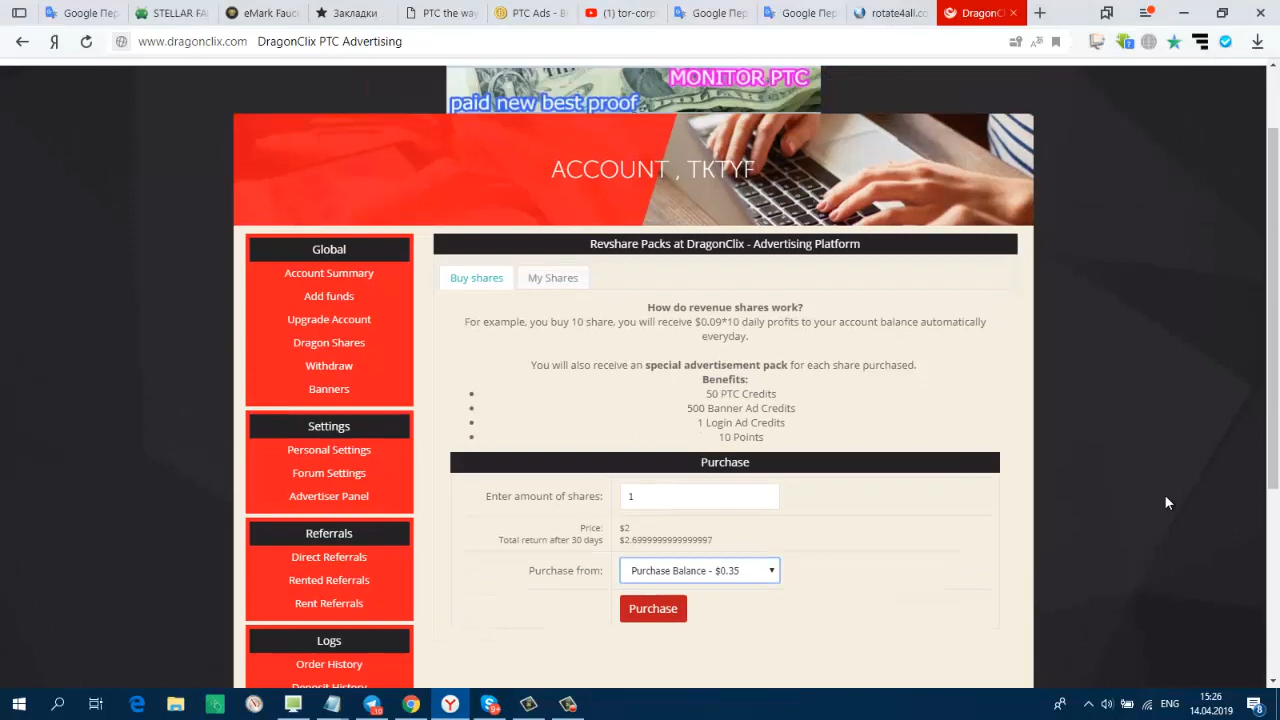 Google Пер
STELLAR FA
eMark For
Закладки
PTC the way
PTC Ads - B
tor-corp
Google Пер
Google Пер
rotate4all.cc
DragonCl
www.dragonclix.com DragonClix PTC Advertising
MONITOR PTC
paid new best proof
ACCOUNT , TKTYF
Global
Account Summary
Add funds
Upgrade Account
Dragon Shares
Withdraw
Banners
Settings
Personal Settings
Forum Settings
Advertiser Panel
Referrals
Direct Referrals
Rented Referrals
Rent Referrals
Logs
Order History
Deposit History
Revshare Packs at DragonClix - Advertising Platform
Buy shares
My Shares
How do revenue shares work?
For example, you buy 10 share, you will receive $0.09*10 daily profits to your account balance automatically
everyday.
You will also receive an special advertisement pack for each share purchased.
Benefits:
50 PTC Credits
500 Banner Ad Credits
1 Login Ad Credits
10 Points
Purchase
Enter amount of shares: 1
Price: $2
Total return after 30 days $2.6999999999999997
Purchase from: Purchase Balance - $0.35
Purchase
ENG
15:26
14.04.2019